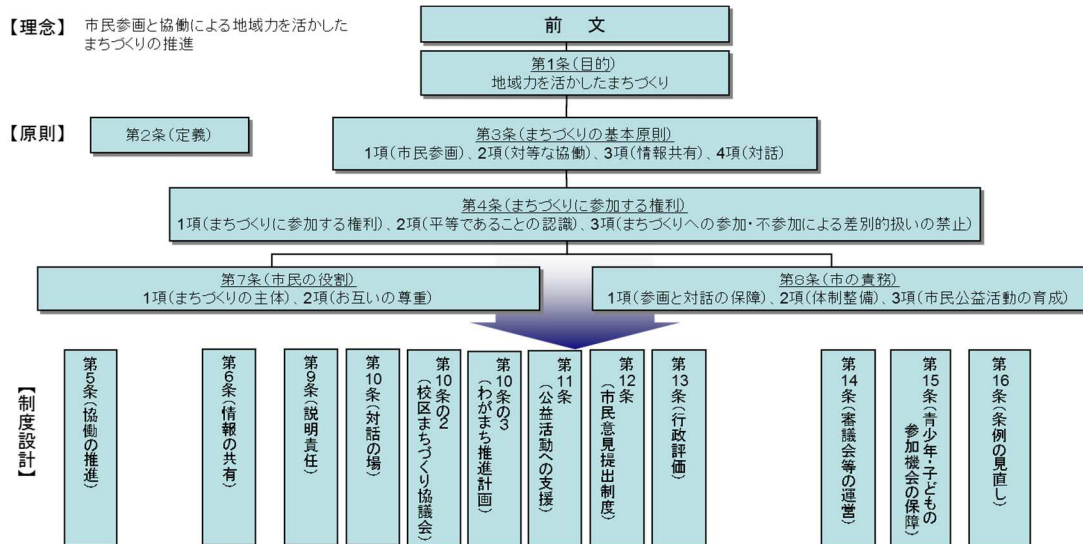 【理念】
市民参画と協働による地域力を活かした
まちづくりの推進
前 文
第1条(目的)
地域力を活かしたまちづくり
【原則】
第2条(定義)
第3条(まちづくりの基本原則)
1項(市民参画)、2項(対等な協働)、3項(情報共有)、4項(対話)
第4条(まちづくりに参加する権利)
1項(まちづくりに参加する権利)、2項(平等であることの認識)、3項(まちづくりへの参加・不参加による差別的扱いの禁止)
第7条(市民の役割)
1項(まちづくりの主体)、2項(お互いの尊重)
第8条(市の責務)
1項(参画と対話の保障)、2項(体制整備)、3項(市民公益活動の育成)
【制度設計】
第5条(協働の推進)
第6条(情報の共有)
第9条(説明責任)
第10条(対話の場)
第10条の2
(校区まちづくり協議会)
第10条の3
(わがまち推進計画)
第11条
(公益活動への支援)
第12条
(市民意見提出制度)
第13条(行政評価)
第14条(審議会等の運営)
第15条(青少年・子どもの
参加機会の保障)
第16条(条例の見直し)